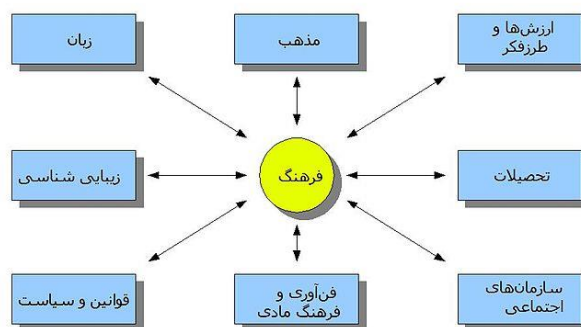 ارزش‌ها و
طرزفکر
مذهب
زبان
تحصیلات
فرهنگ
زیبایی شناسی
سازمان‌های
اجتماعی
فن‌آوری و
فرهنگ مادی
قوانین و سیاست